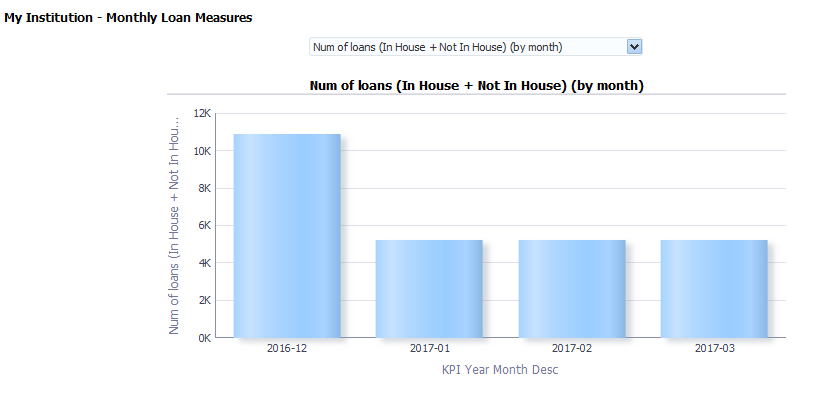 My Institution - Monthly Loan Measures
Num of loans (In House + Not In House) (by month)
Num of loans (In House + Not In House) (by month)
Num of loans (In House + Not In Hou...
12K
10K
8K
6K
4K
2K
0K
2016-12 2017-01 2017-02 2017-03
KPI Year Month Desc